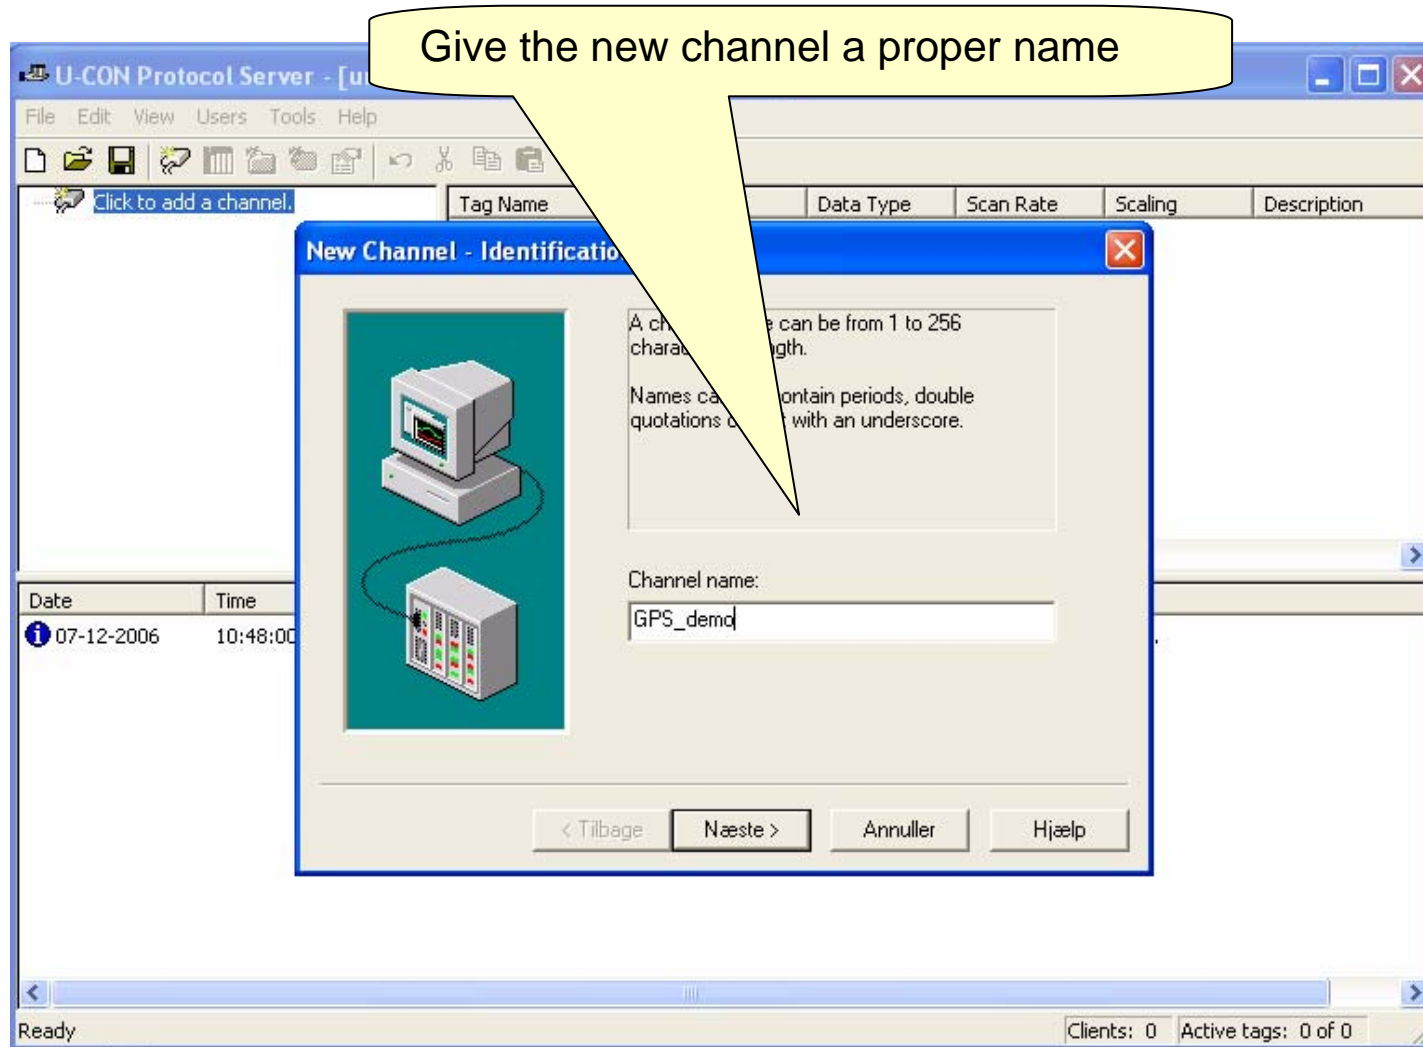 Give the new channel a proper name
U-CON Protocol Server - [u
File Edit View Users Tools Help
Click to add a channel.
Tag Name Data Type Scan Rate Scaling Description
New Channel - Identificatio
A ch e can be from 1 to 256
charac gth.
Names ca ontain periods, double
quotations o with an underscore.
Channel name:
GPS_demo
Date Time
07-12-2006 10:48:00
< Tilbage Næste > Annuller Hjælp
Ready Clients: 0 Active tags: 0 of 0